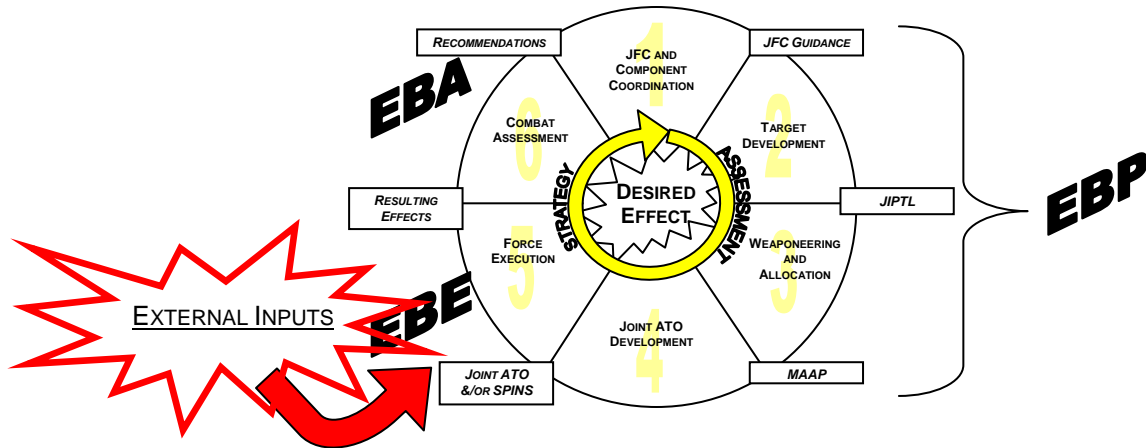 RECOMMENDATIONS
JFC GUIDANCE
1
JFC AND
COMPONENT
COORDINATION
EBA
6
COMBAT
ASSESSMENT
2
TARGET
DEVELOPMENT
STRATEGY
DESIRED
EFFECT
ASSESSMENT
EBP
RESULTING
EFFECTS
JIPTL
5
FORCE
EXECUTION
3
WEAPONEERING
AND
ALLOCATION
EXTERNAL INPUTS
EBE
4
JOINT ATO
DEVELOPMENT
JOINT ATO
&/OR SPINS
MAAP